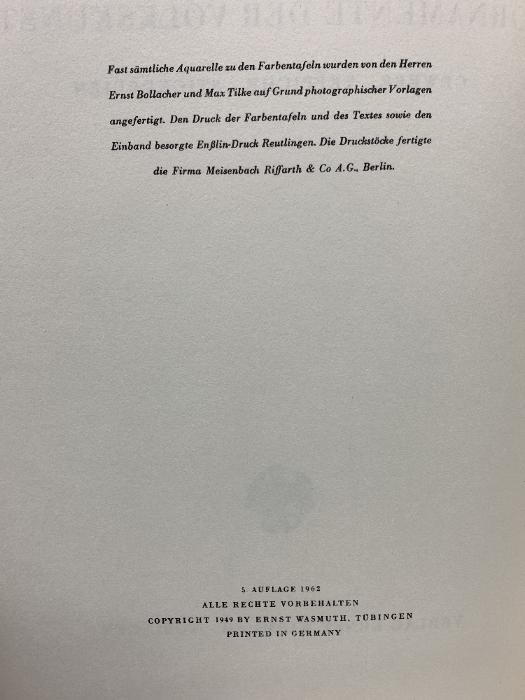 Fast sämtliche Aquarelle zu den Farbentafeln wurden von den Herren
Ernst Bollacher und Max Tilke auf Grund photographischer Vorlagen
angefertigt. Den Druck der Farbentafeln und des Textes sowie den
Einband besorgte Enßlin-Druck Reutlingen. Die Druckstöcke fertigte
die Firma Meisenbach Riffarth & Co A.G., Berlin.
5. AUFLAGE 1962
ALLE RECHTE VORBEHALTEN
COPYRIGHT 1949 BY ERNST WASMUTH, TÜBINGEN
PRINTED IN GERMANY